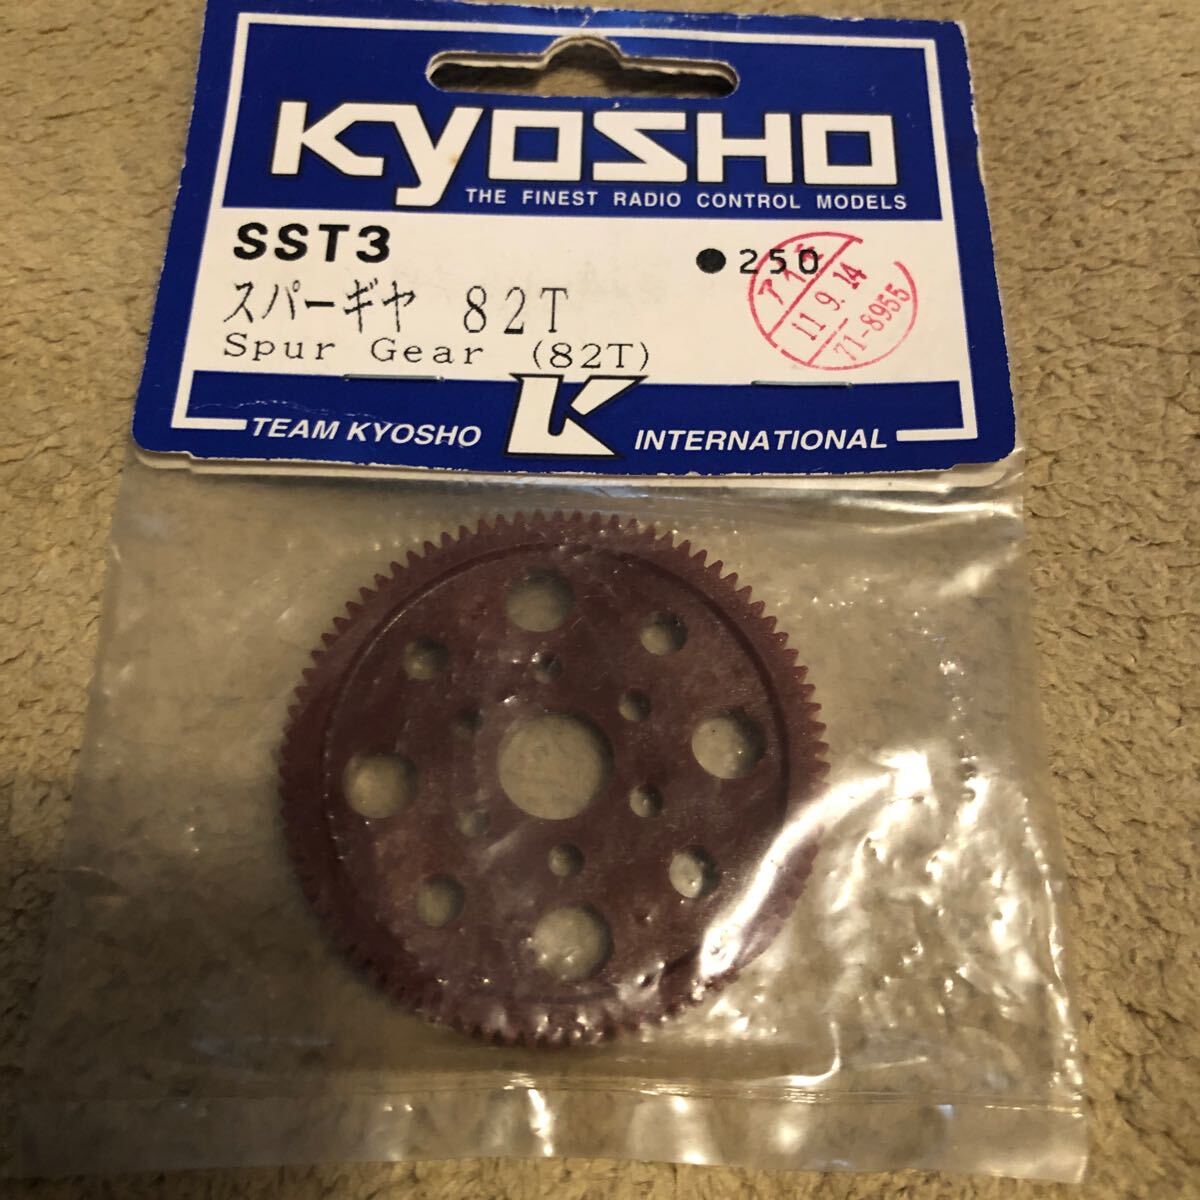 KYOSHO
THE FINEST RADIO CONTROL MODELS
SST3
●250
スパーギヤ 82T
Spur Gear (82T)
11.9.14
71-8955
TEAM KYOSHO
INTERNATIONAL